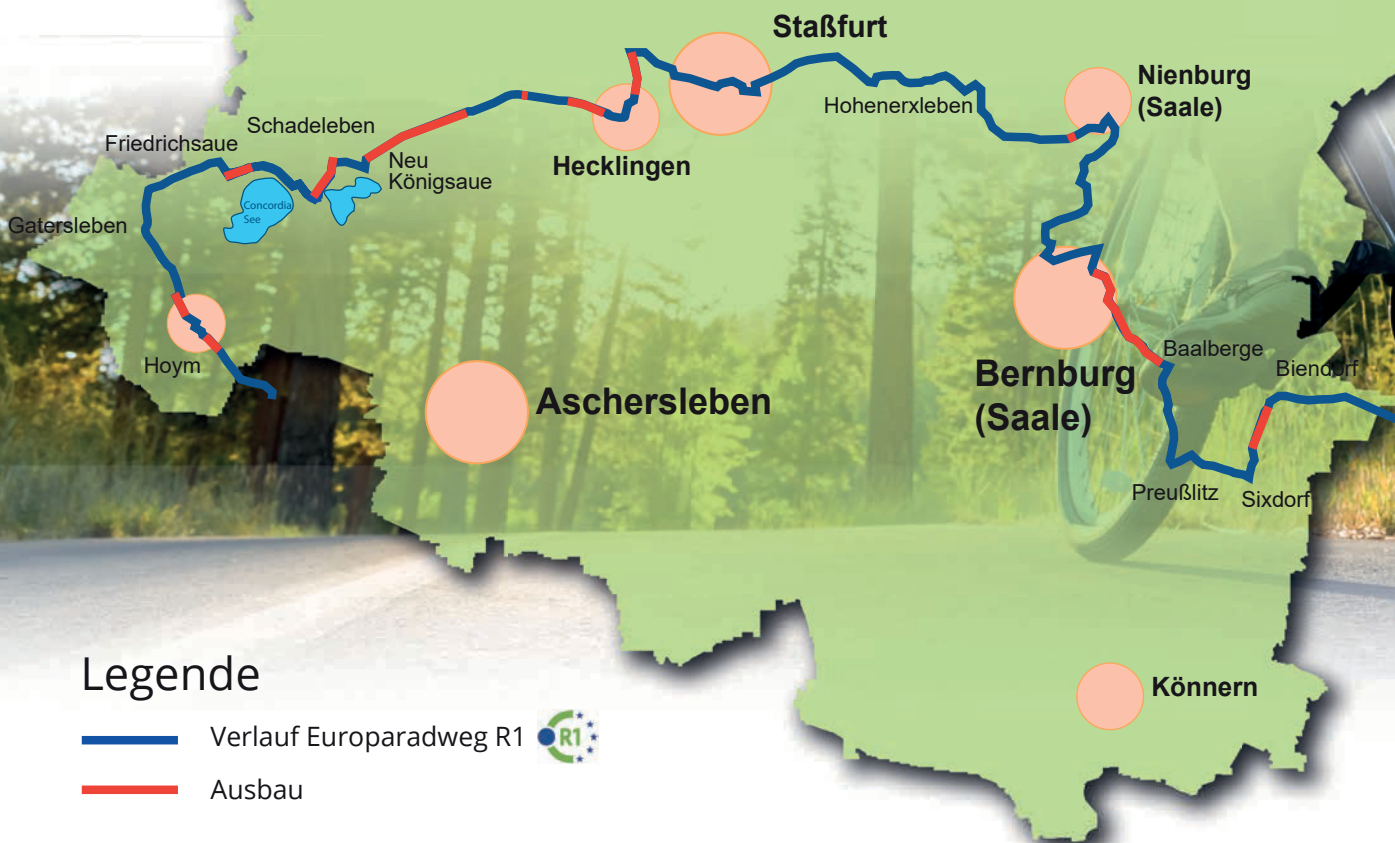 Staßfurt
Nienburg
(Saale)
Hohenerxleben
Schadeleben
Friedrichsaue
Neu
Königsaue
Hecklingen
Concordia
See
Gatersleben
Hoym
Baalberge
Biendorf
Bernburg
(Saale)
Aschersleben
Preußlitz
Sixdorf
Könnern
Legende
Verlauf Europaradweg R1
R1
Ausbau